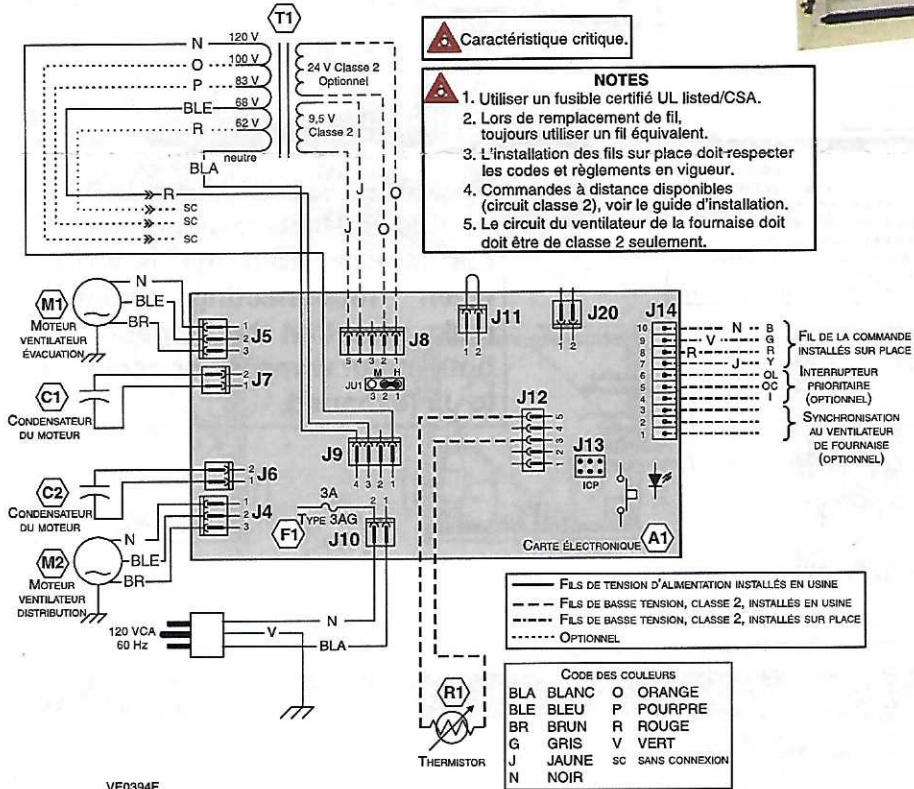 T1
N 120 V
O 100 V
P 83 V
BLE 68 V
R 62 V
neutre
BLA
24 V Classe 2
Optionnel
9,5 V
Classe 2
R
SC
SC
SC
J
J
O
O
Caractéristique critique.
NOTES
1. Utiliser un fusible certifié UL listed/CSA.
2. Lors de remplacement de fil,
toujours utiliser un fil équivalent.
3. L'installation des fils sur place doit respecter
les codes et règlements en vigueur.
4. Commandes à distance disponibles
(circuit classe 2), voir le guide d'installation.
5. Le circuit du ventilateur de la fournaise doit
doit être de classe 2 seulement.
M1
MOTEUR
VENTILATEUR
ÉVACUATION
N
BLE
BR
1
2
3
J5
C1
CONDENSATEUR
DU MOTEUR
2
1
J7
C2
CONDENSATEUR
DU MOTEUR
2
1
J6
M2
MOTEUR
VENTILATEUR
DISTRIBUTION
N
BLE
BR
1
2
3
J4
J8
5 4 3 2 1
M H
JU1
3 2 1
J9
4 3 2 1
3A
TYPE 3AG
F1
2 1
J10
J11
1 2
J20
1 2
J12
5
4
3
2
1
J13
ICP
CARTE ÉLECTRONIQUE A1
J14
10 N B
9 V G
8 R R
7 J Y
6 OL
5 OC
4 I
3
2
1
FIL DE LA COMMANDE
INSTALLÉS SUR PLACE
INTERRUPTEUR
PRIORITAIRE
(OPTIONNEL)
SYNCHRONISATION
AU VENTILATEUR
DE FOURNAISE
(OPTIONNEL)
120 VCA
60 Hz
N
V
BLA
R1
THERMISTOR
FILS DE TENSION D'ALIMENTATION INSTALLÉS EN USINE
FILS DE BASSE TENSION, CLASSE 2, INSTALLÉS EN USINE
FILS DE BASSE TENSION, CLASSE 2, INSTALLÉS SUR PLACE
OPTIONNEL
CODE DES COULEURS
BLA BLANC O ORANGE
BLE BLEU P POURPRE
BR BRUN R ROUGE
G GRIS V VERT
J JAUNE SC SANS CONNEXION
N NOIR